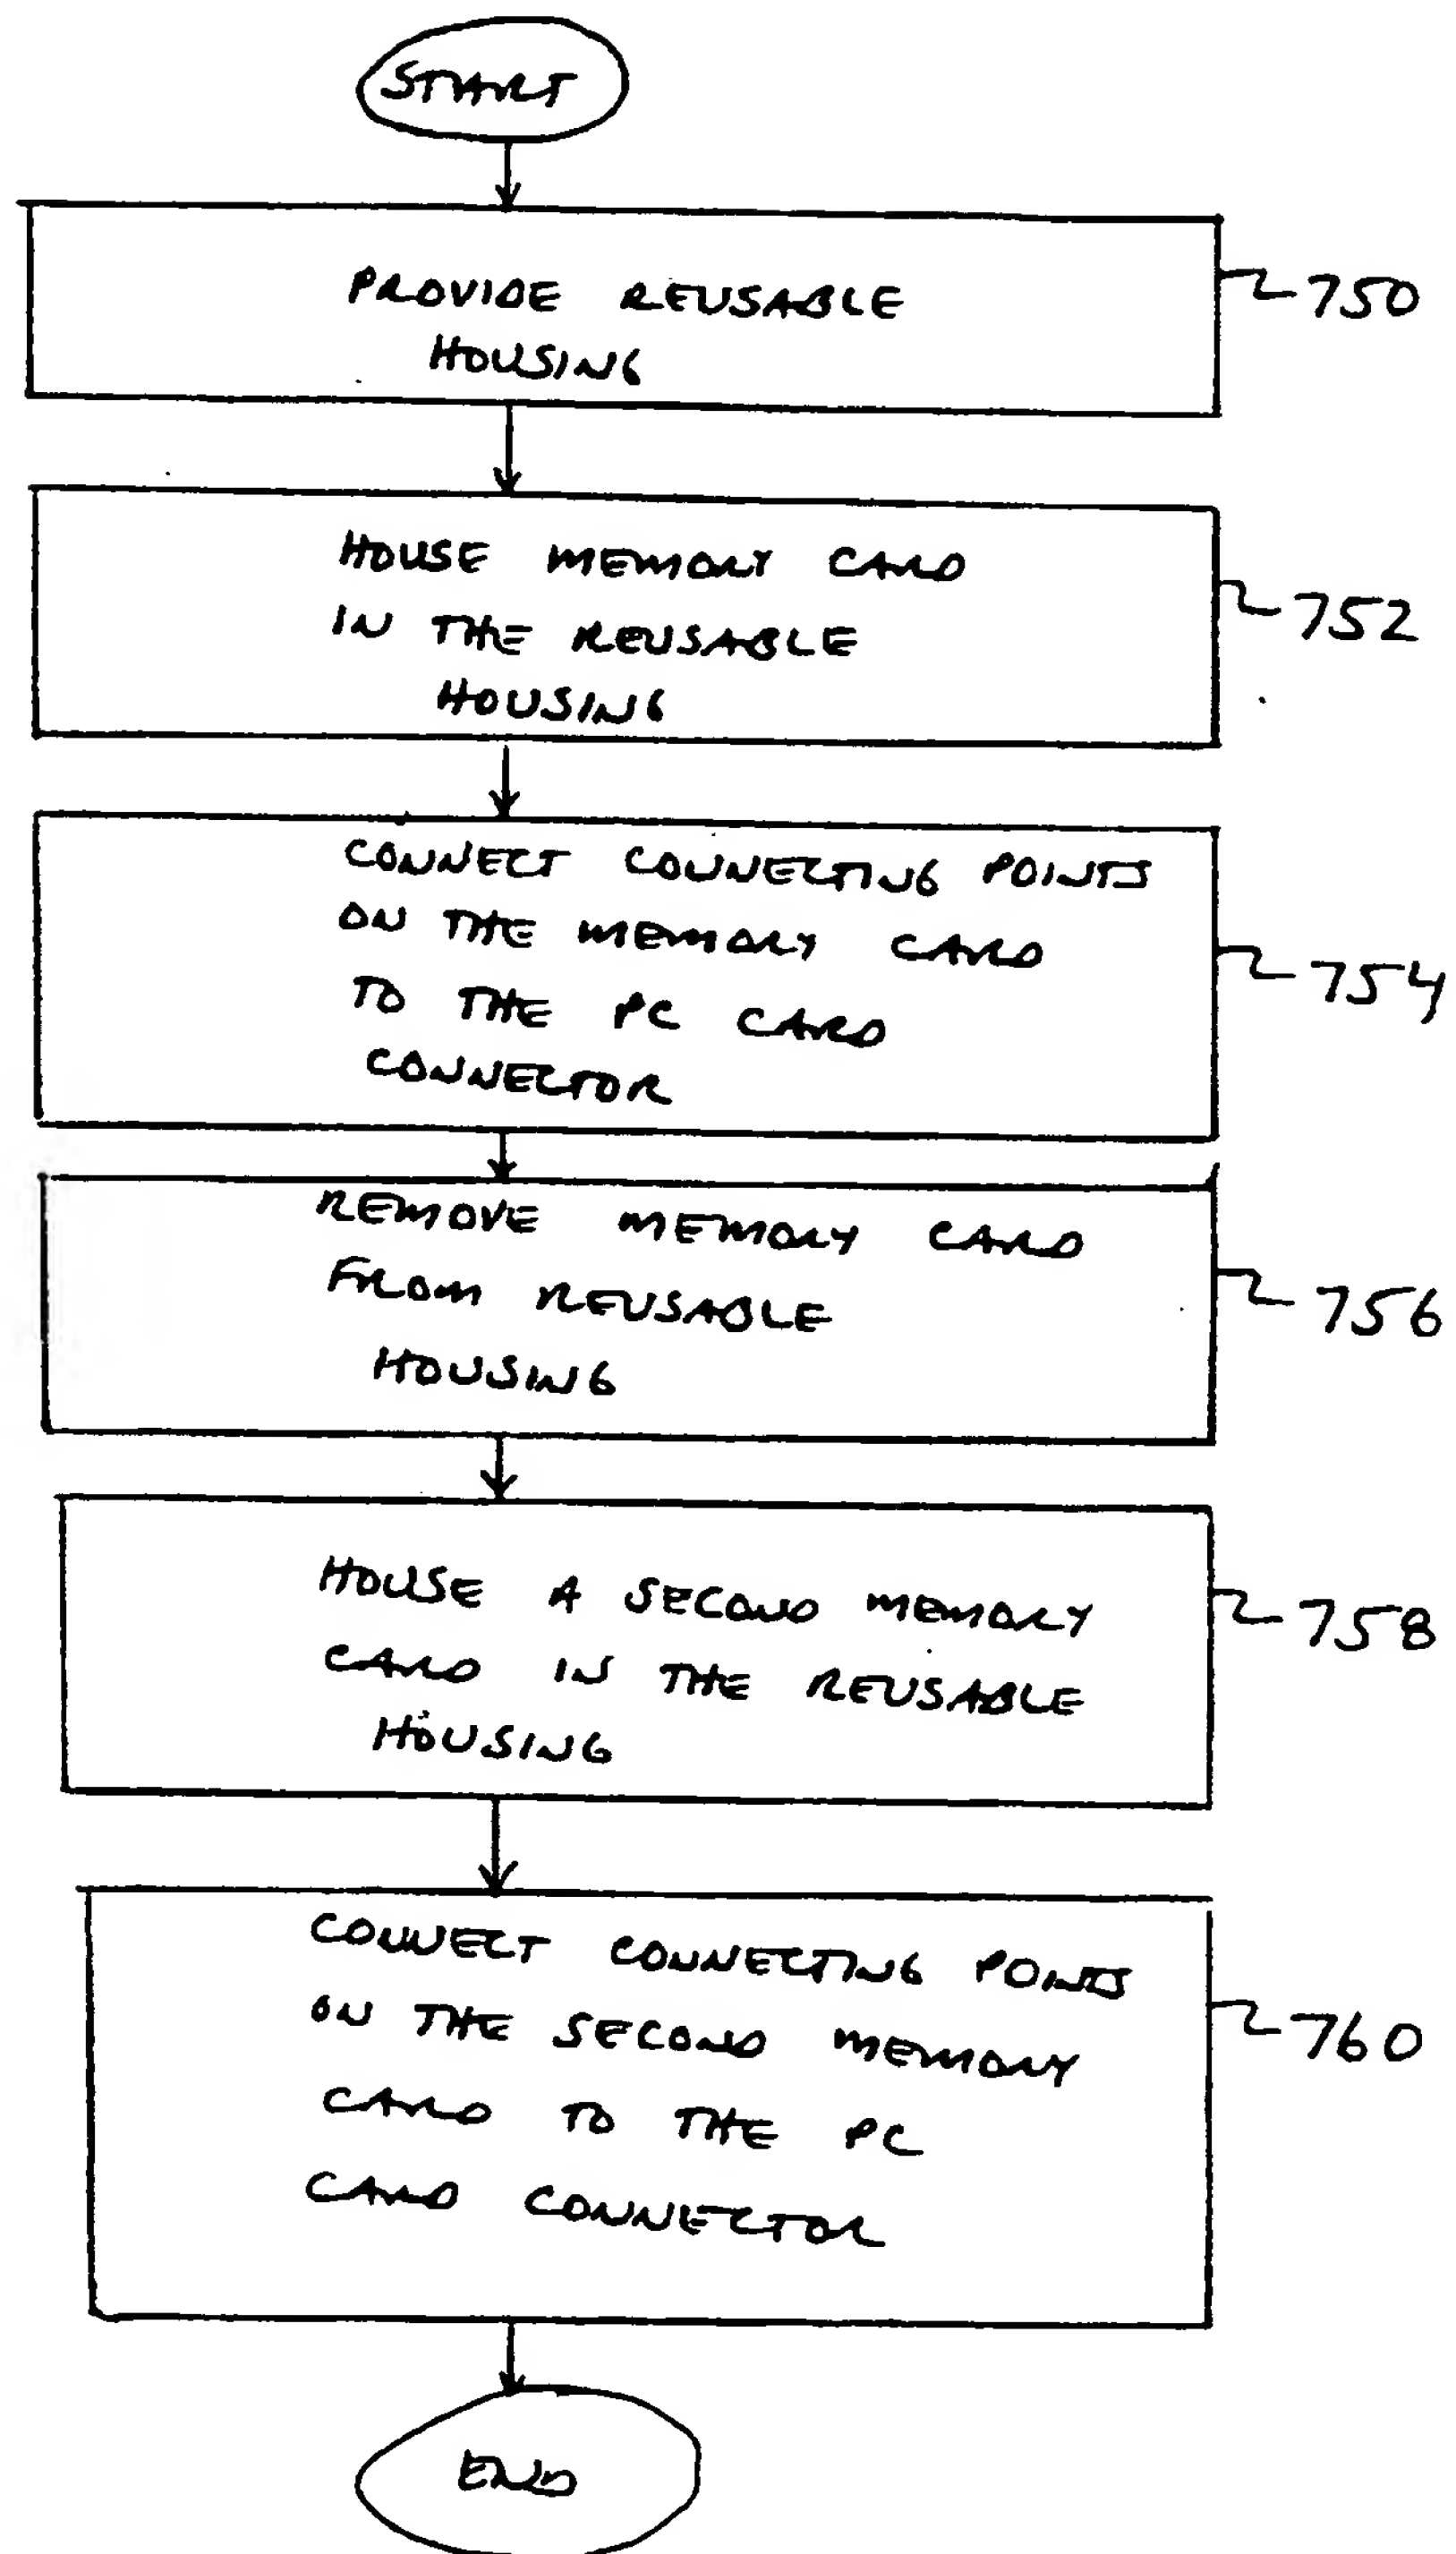 START
PROVIDE REUSABLE
HOUSING
750
HOUSE MEMORY CARD
IN THE REUSABLE
HOUSING
752
CONNECT CONNECTING POINTS
ON THE MEMORY CARD
TO THE PC CARD
CONNECTOR
754
REMOVE MEMORY CARD
FROM REUSABLE
HOUSING
756
HOUSE A SECOND MEMORY
CARD IN THE REUSABLE
HOUSING
758
CONNECT CONNECTING POINTS
ON THE SECOND MEMORY
CARD TO THE PC
CARD CONNECTOR
760
END